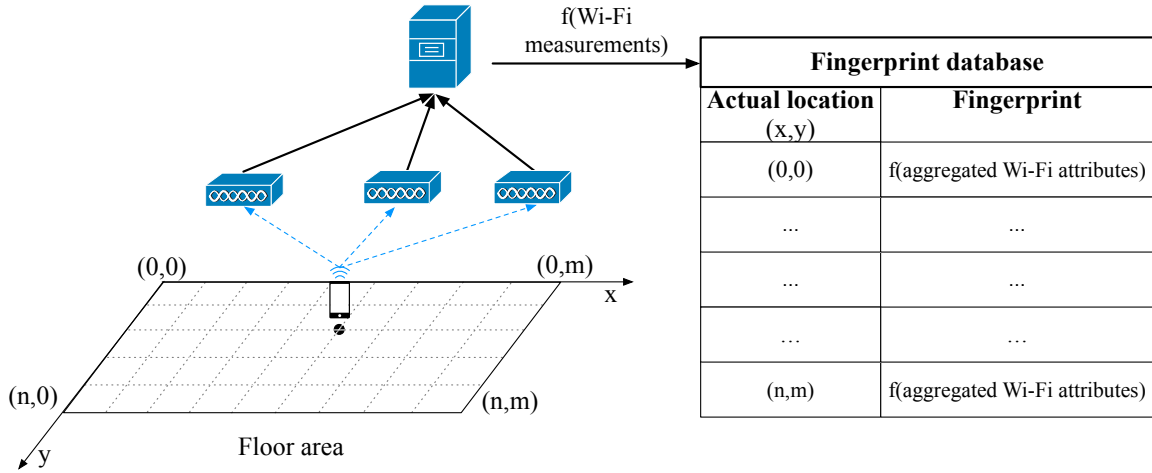 f(Wi-Fi
measurements)
Fingerprint database
Actual location
(x,y)
Fingerprint
(0,0)
f(aggregated Wi-Fi attributes)
...
...
...
...
...
...
(n,m)
f(aggregated Wi-Fi attributes)
(0,0)
(0,m)
x
(n,0)
(n,m)
y
Floor area